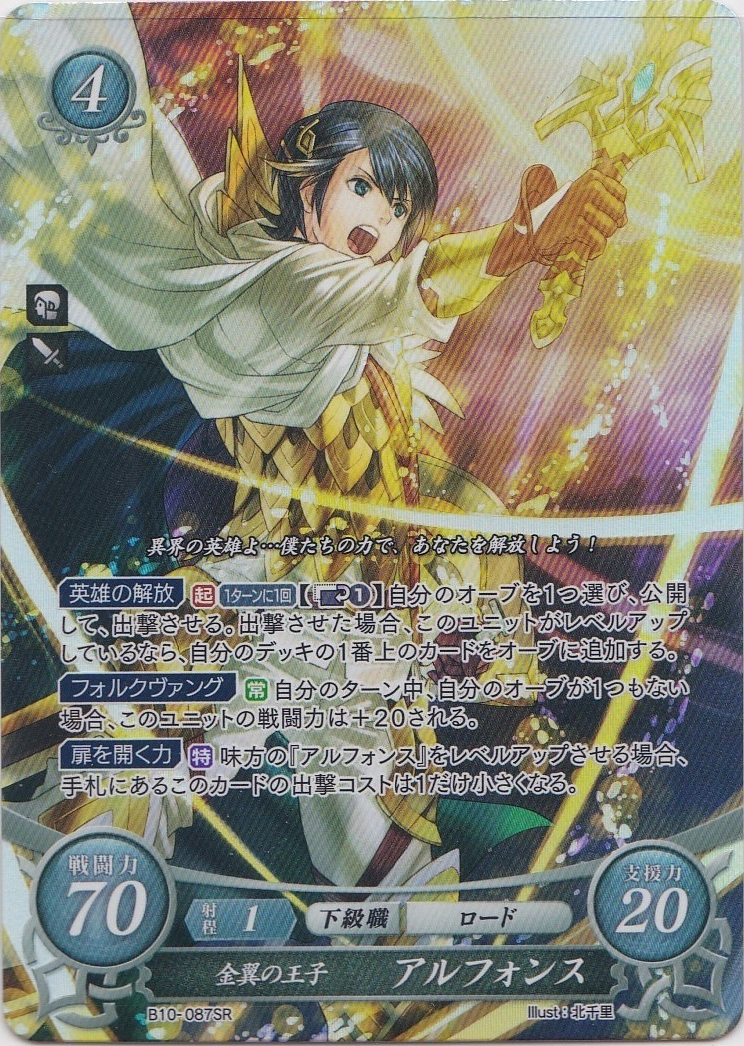 4
異界の英雄よ…僕たちの力で、あなたを解放しよう!
英雄の解放 起 1ターンに1回【1】自分のオーブを1つ選び、公開
して、出撃させる。出撃させた場合、このユニットがレベルアップ
しているなら、自分のデッキの1番上のカードをオーブに追加する。
フォルクヴァング 常 自分のターン中、自分のオーブが1つもない
場合、このユニットの戦闘力は+20される。
扉を開く力 特 味方の『アルフォンス』をレベルアップさせる場合、
手札にあるこのカードの出撃コストは1だけ小さくなる。
戦闘力
70
射程 1
下級職 ロード
支援力
20
金翼の王子 アルフォンス
B10-087SR
Illust:北千里